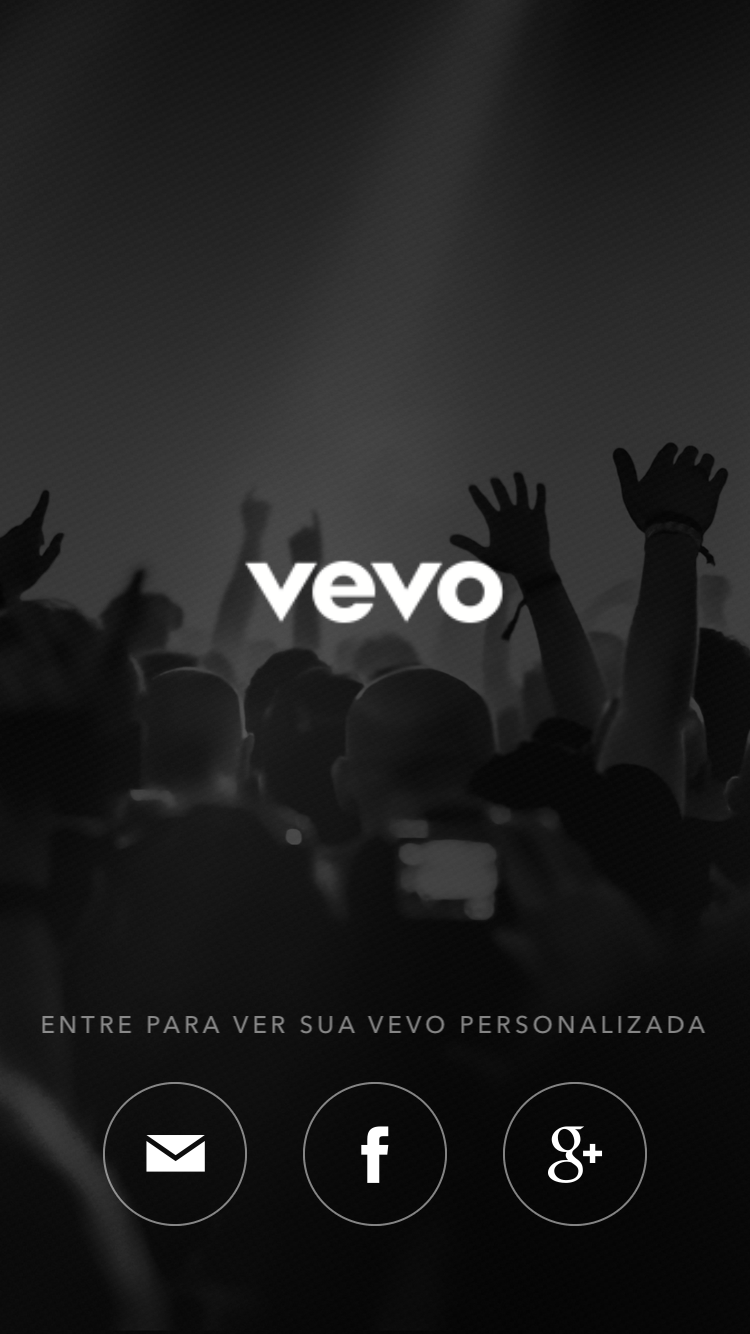 vevo
ENTRE PARA VER SUA VEVO PERSONALIZADA
f
g+